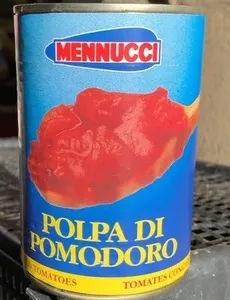 MENNUCCI
POLPA DI
POMODORO
TOMATOES TOMATES